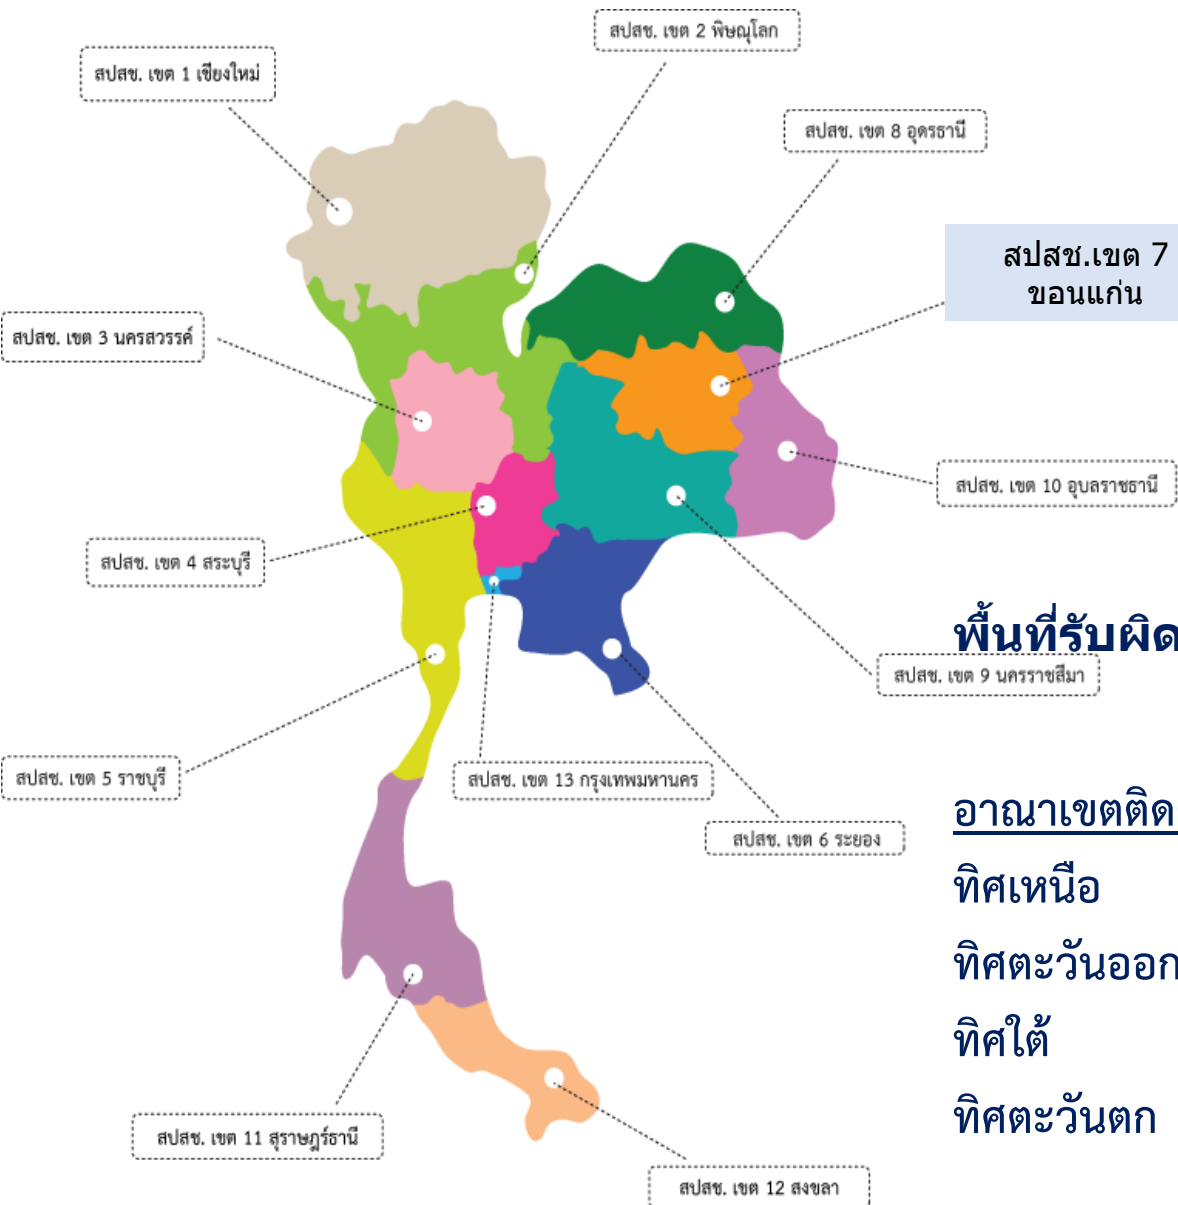 สปสช. เขต 2 พิษณุโลก
สปสช. เขต 1 เชียงใหม่
สปสช. เขต 8 อุดรธานี
สปสช.เขต 7
ขอนแก่น
สปสช. เขต 3 นครสวรรค์
สปสช. เขต 10 อุบลราชธานี
สปสช. เขต 4 สระบุรี
พื้นที่รับผิด
สปสช. เขต 9 นครราชสีมา
สปสช. เขต 5 ราชบุรี
สปสช. เขต 13 กรุงเทพมหานคร
สปสช. เขต 6 ระยอง
อาณาเขตติด
ทิศเหนือ
ทิศตะวันออก
ทิศใต้
ทิศตะวันตก
สปสช. เขต 11 สุราษฎร์ธานี
สปสช. เขต 12 สงขลา